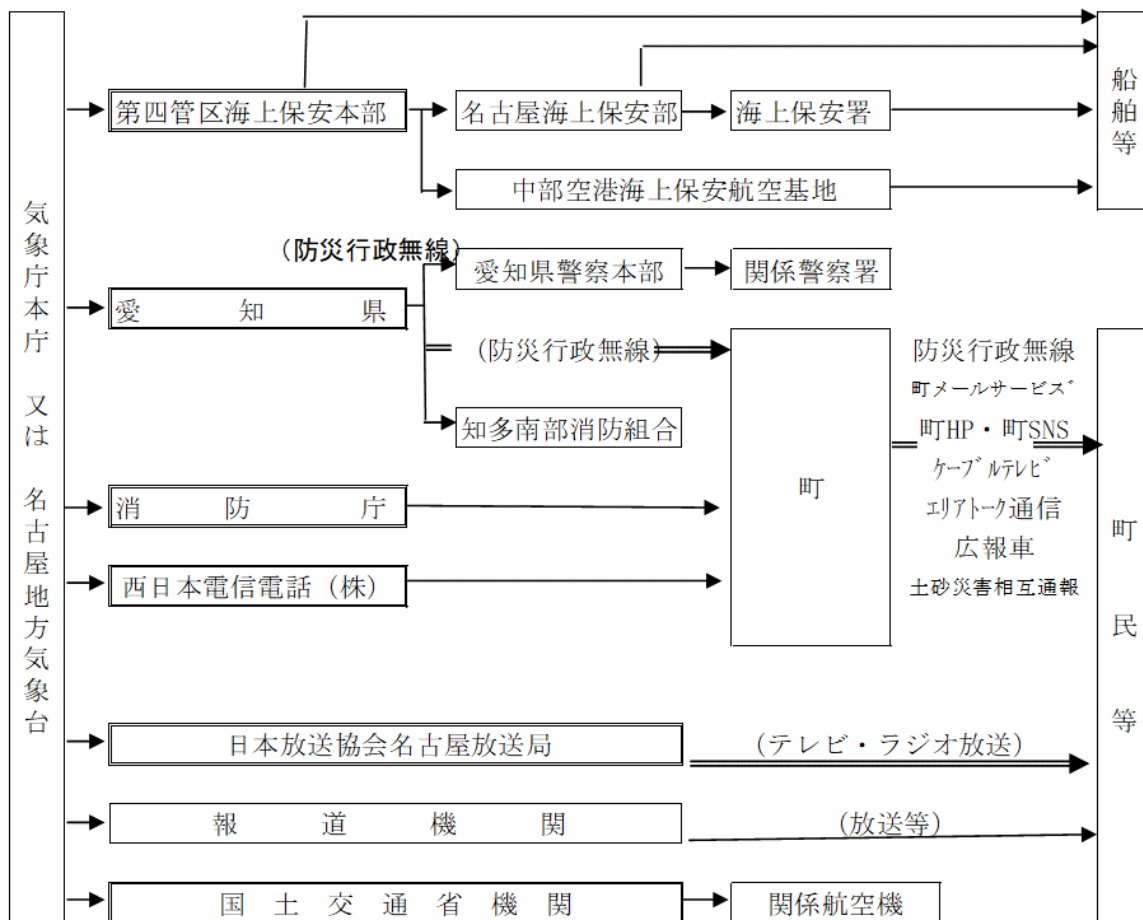 気象庁本庁 又は 名古屋地方気象台
第四管区海上保安本部
名古屋海上保安部
海上保安署
中部空港海上保安航空基地
船舶等
(防災行政無線)
愛知県
愛知県警察本部
関係警察署
(防災行政無線)
知多南部消防組合
消防庁
西日本電信電話(株)
町
防災行政無線
町メールサービス゛
町HP・町SNS
ケーブルテレビ
エリアトーク通信
広報車
土砂災害相互通報
町民等
日本放送協会名古屋放送局
(テレビ・ラジオ放送)
報道機関
(放送等)
国土交通省機関
関係航空機